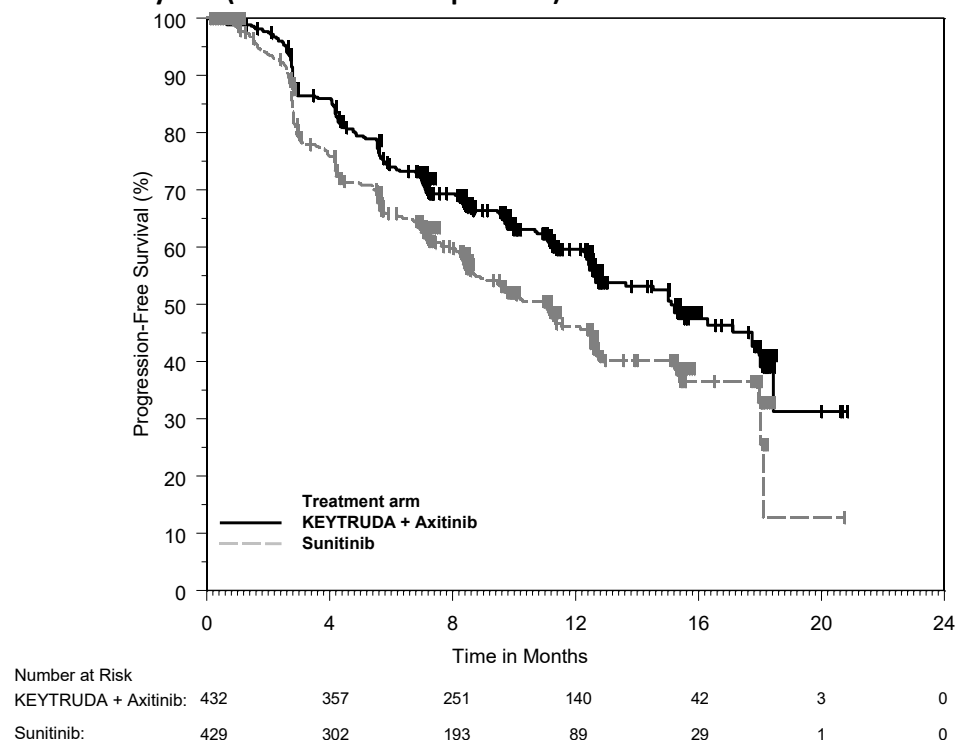 100
90
80
70
60
50
40
30
20
10
0
Progression-Free Survival (%)
Treatment arm
KEYTRUDA + Axitinib
Sunitinib
0 4 8 12 16 20 24
Time in Months
Number at Risk
KEYTRUDA + Axitinib: 432 357 251 140 42 3 0
Sunitinib: 429 302 193 89 29 1 0